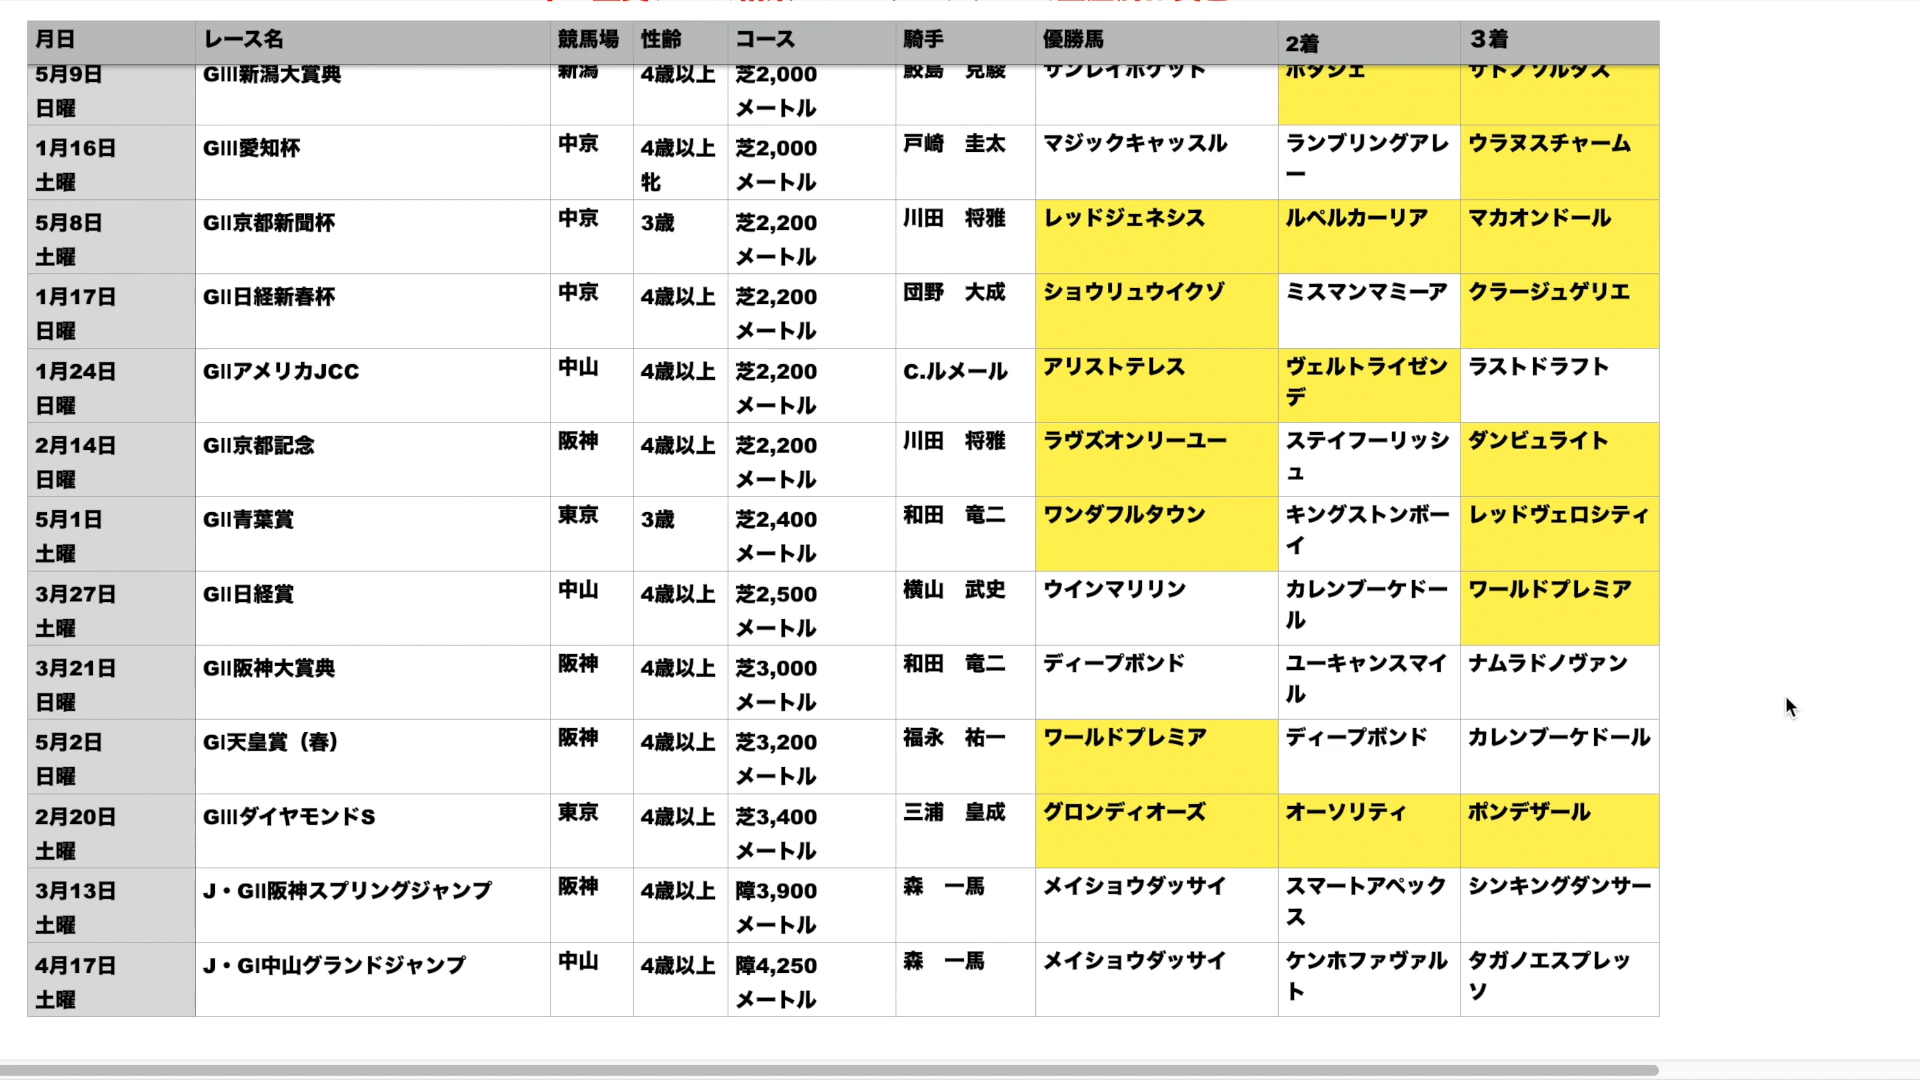 月日 レース名 競馬場 性齢 コース 騎手 優勝馬 2着 ３着
5月9日 GIII新潟大賞典 新潟 4歳以上 芝2,000 鮫島　克駿 サンレイポケット ポタジェ サトノソルタス
日曜 メートル
1月16日 GIII愛知杯 中京 4歳以上 芝2,000 戸崎　圭太 マジックキャッスル ランブリングアレ ウラヌスチャーム
土曜 牝 メートル ー
5月8日 GII京都新聞杯 中京 3歳 芝2,200 川田　将雅 レッドジェネシス ルペルカーリア マカオンドール
土曜 メートル
1月17日 GII日経新春杯 中京 4歳以上 芝2,200 団野　大成 ショウリュウイクゾ ミスマンマミーア クラージュゲリエ
日曜 メートル
1月24日 GIIアメリカJCC 中山 4歳以上 芝2,200 C.ルメール アリストテレス ヴェルトライゼン ラストドラフト
日曜 メートル デ
2月14日 GII京都記念 阪神 4歳以上 芝2,200 川田　将雅 ラヴズオンリーユー ステイフーリッシ ダンビュライト
日曜 メートル ュ
5月1日 GII青葉賞 東京 3歳 芝2,400 和田　竜二 ワンダフルタウン キングストンボー レッドヴェロシティ
土曜 メートル イ
3月27日 GII日経賞 中山 4歳以上 芝2,500 横山　武史 ウインマリリン カレンブーケドー ワールドプレミア
土曜 メートル ル
3月21日 GII阪神大賞典 阪神 4歳以上 芝3,000 和田　竜二 ディープボンド ユーキャンスマイ ナムラドノヴァン
日曜 メートル ル
5月2日 GI天皇賞（春） 阪神 4歳以上 芝3,200 福永　祐一 ワールドプレミア ディープボンド カレンブーケドール
日曜 メートル
2月20日 GIIIダイヤモンドS 東京 4歳以上 芝3,400 三浦　皇成 グロンディオーズ オーソリティ ポンデザール
土曜 メートル
3月13日 J・GII阪神スプリングジャンプ 阪神 4歳以上 障3,900 森　一馬 メイショウダッサイ スマートアペック シンキングダンサー
土曜 メートル ス
4月17日 J・GI中山グランドジャンプ 中山 4歳以上 障4,250 森　一馬 メイショウダッサイ ケンホファヴァル タガノエスプレッ
土曜 メートル ト ソ